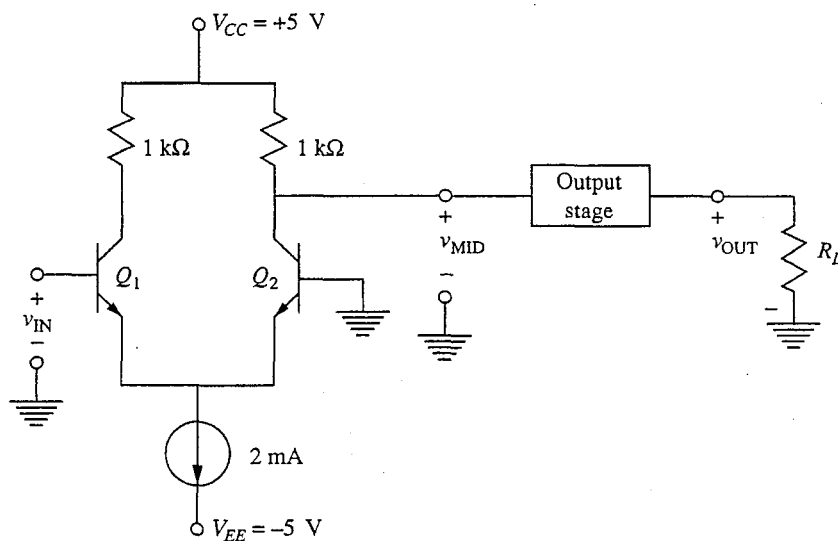 V_CC = +5 V
1 kΩ
1 kΩ
Output
stage
+
v_MID
−
+
v_OUT
−
R_L
Q_1
Q_2
+
v_IN
−
2 mA
V_EE = −5 V